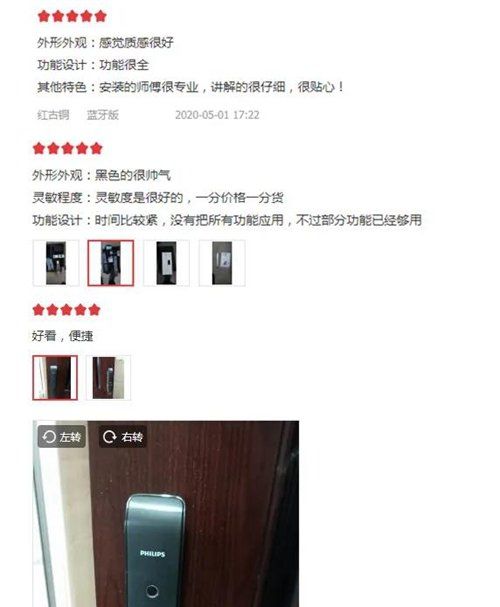 外形外观：感觉质感很好
功能设计：功能很全
其他特色：安装的师傅很专业，讲解的很仔细，很贴心！
红古铜 蓝牙版 2020-05-01 17:22
外形外观：黑色的很帅气
灵敏程度：灵敏度是很好的，一分价格一分货
功能设计：时间比较紧，没有把所有功能应用，不过部分功能已经够用
好看，便捷
左转 右转
PHILIPS